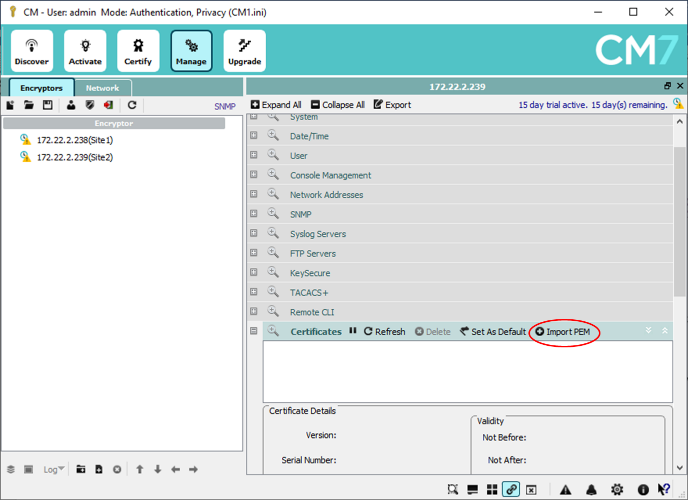 CM - User: admin Mode: Authentication, Privacy (CM1.ini)
Discover Activate Certify Manage Upgrade
CM7
Encryptors Network
172.22.2.239
SNMP
Expand All Collapse All Export 15 day trial active. 15 day(s) remaining.
Encryptor
172.22.2.238(Site1)
172.22.2.239(Site2)
System
Date/Time
User
Console Management
Network Addresses
SNMP
Syslog Servers
FTP Servers
KeySecure
TACACS+
Remote CLI
Certificates Refresh Delete Set As Default Import PEM
Certificate Details
Version:
Serial Number:
Validity
Not Before:
Not After:
Log